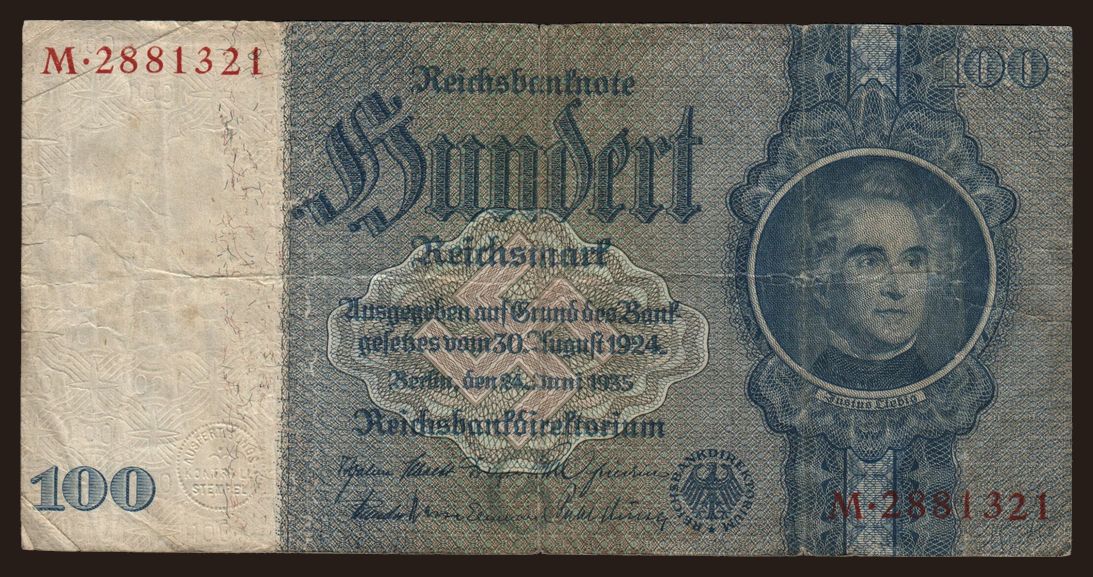 M·2881321
100
Reichsbanknote
Hundert
Reichsmark
Ausgegeben auf Grund des Bank-
gesetzes vom 30. August 1924.
Berlin, den 24. Juni 1935
Reichsbankdirektorium
REICHSBANKDIREKTORIUM
Justus Liebig
STEMPEL
100
M·2881321